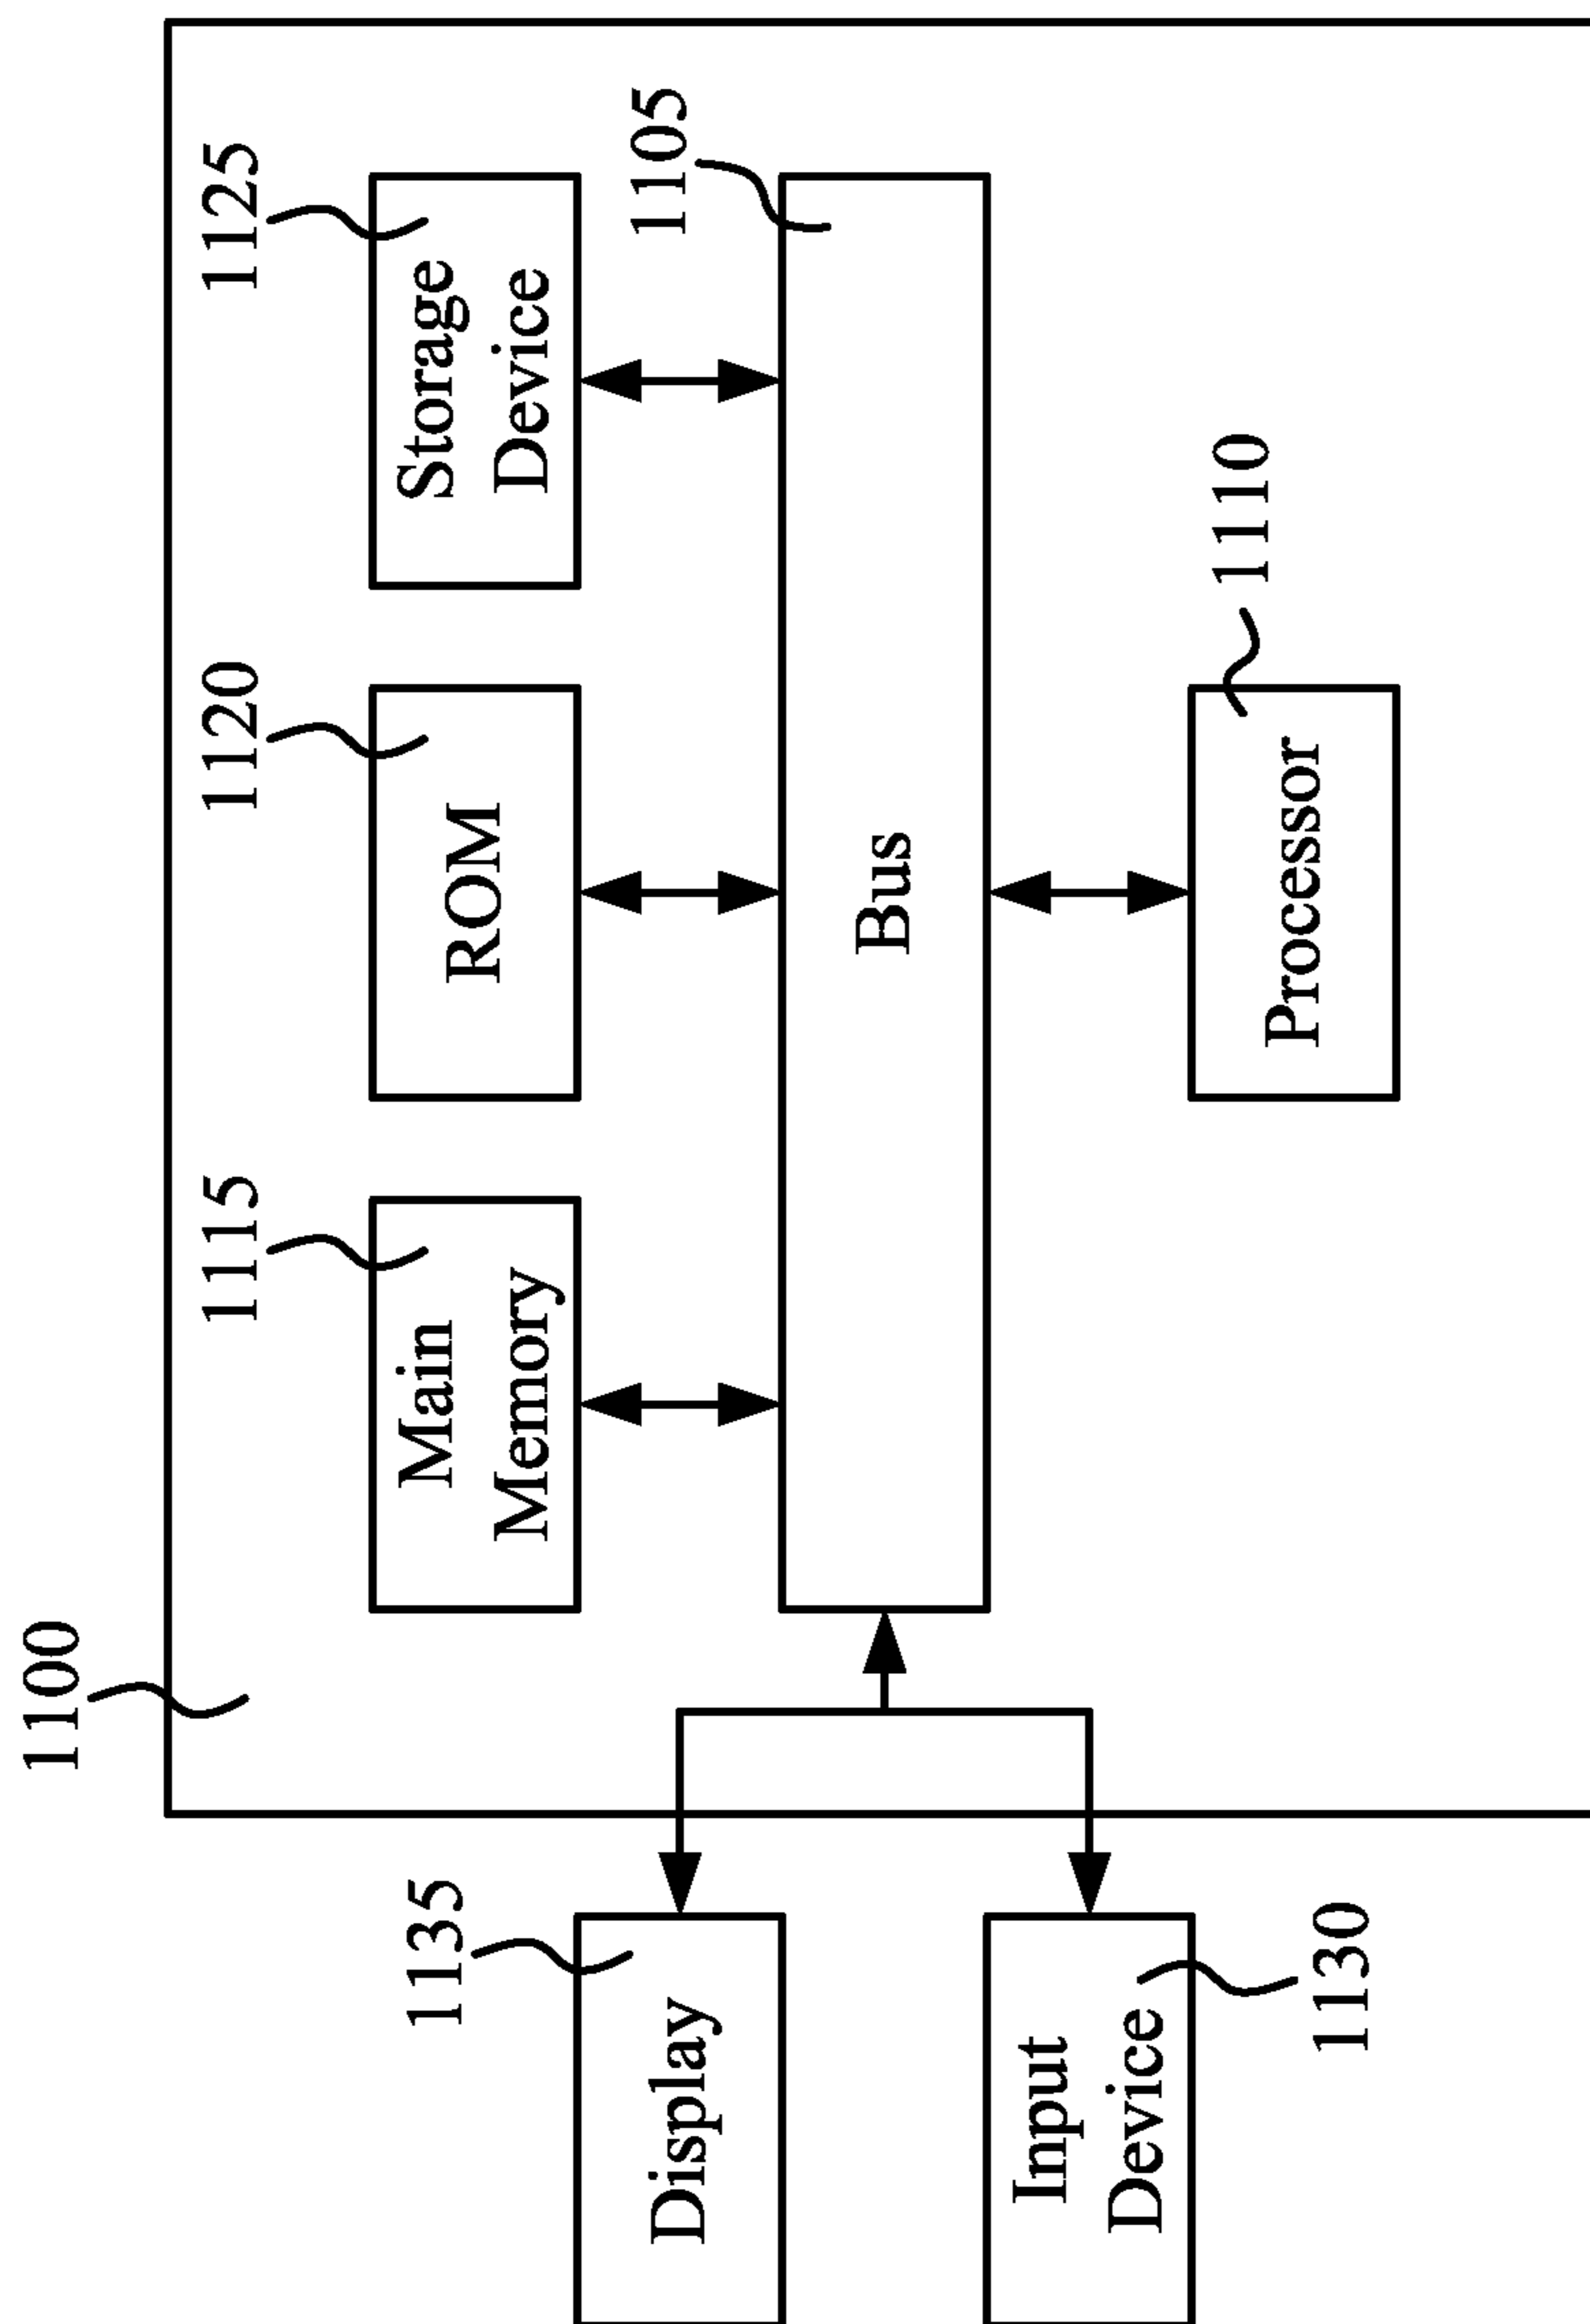 1100
1115
1120
1125
Main
Memory
ROM
Storage
Device
1105
1135
Display
Bus
Input
Device
1130
Processor
1110